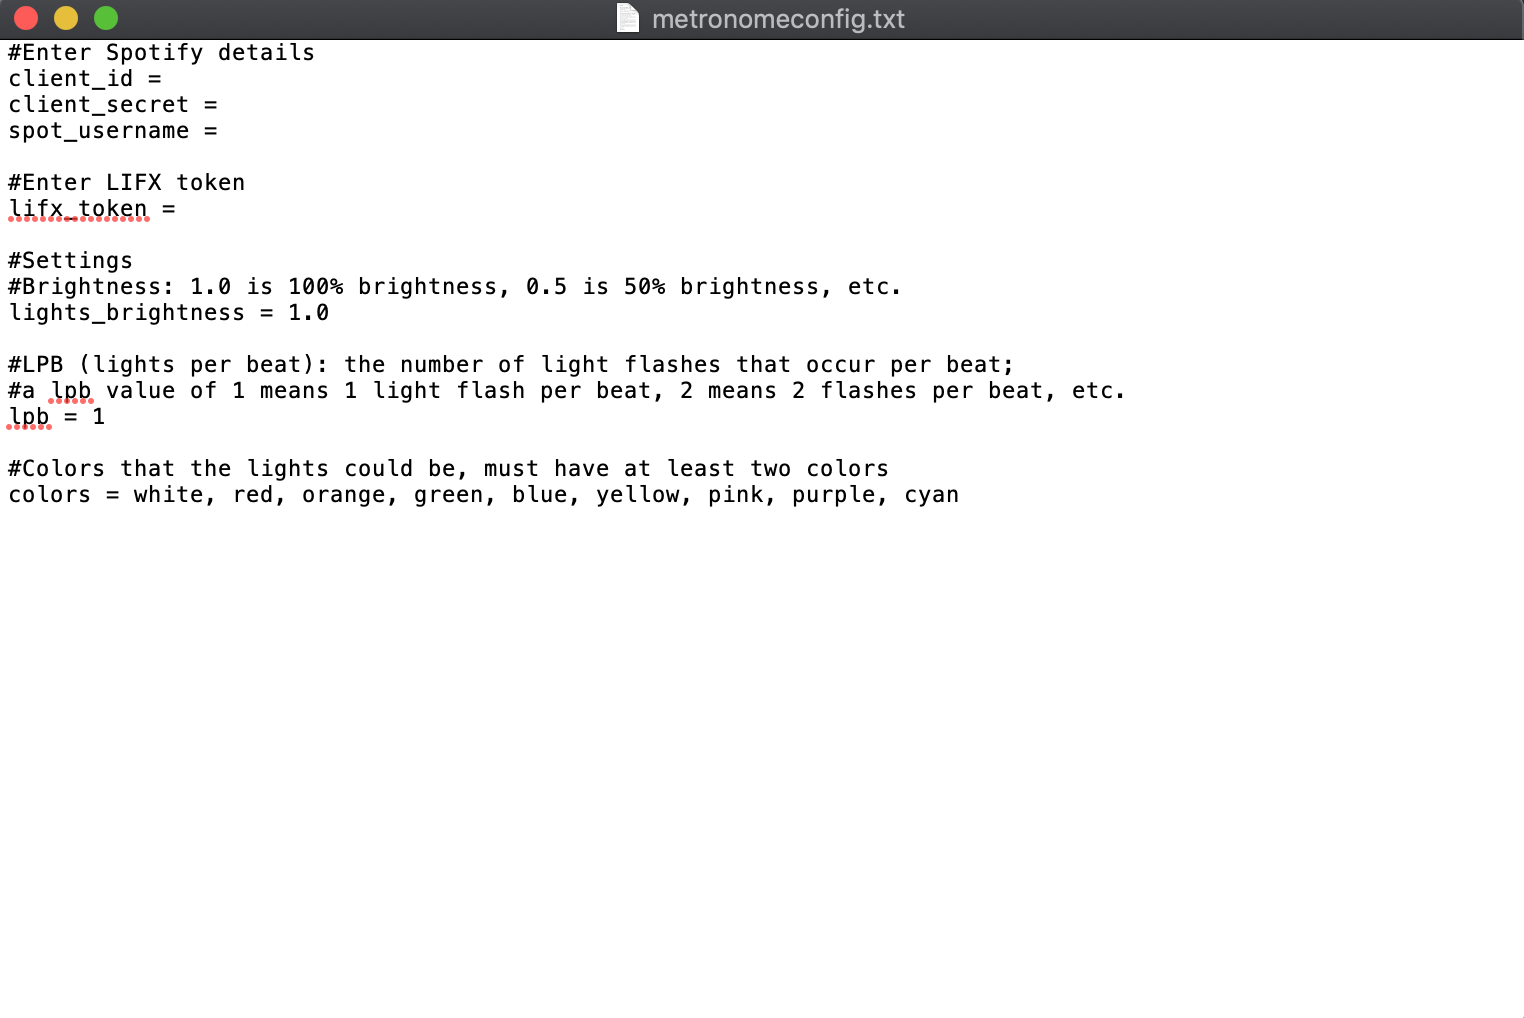 metronomeconfig.txt
#Enter Spotify details
client_id =
client_secret =
spot_username =
#Enter LIFX token
lifx_token =
#Settings
#Brightness: 1.0 is 100% brightness, 0.5 is 50% brightness, etc.
lights_brightness = 1.0
#LPB (lights per beat): the number of light flashes that occur per beat;
#a lpb value of 1 means 1 light flash per beat, 2 means 2 flashes per beat, etc.
lpb = 1
#Colors that the lights could be, must have at least two colors
colors = white, red, orange, green, blue, yellow, pink, purple, cyan